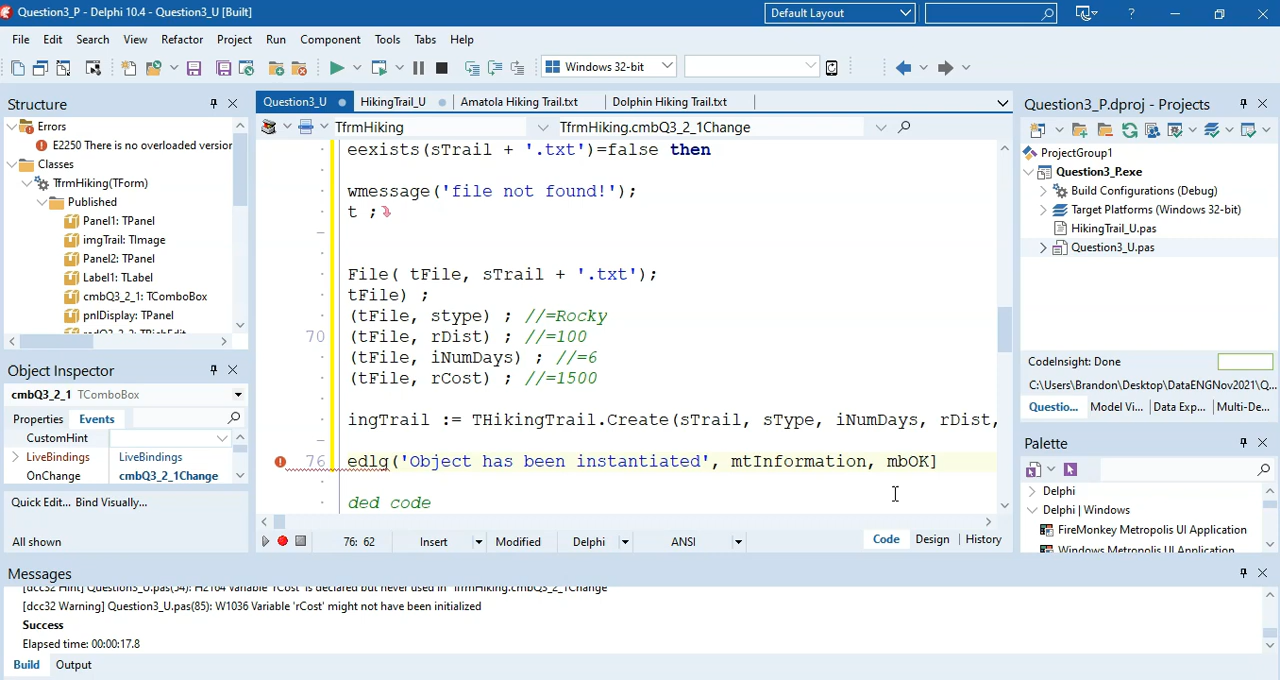 Question3_P - Delphi 10.4 - Question3_U [Built]
Default Layout
?
File Edit Search View Refactor Project Run Component Tools Tabs Help
Windows 32-bit
Structure
Errors
E2250 There is no overloaded version
Classes
TfrmHiking(TForm)
Published
Panel1: TPanel
imgTrail: TImage
Panel2: TPanel
Label1: TLabel
cmbQ3_2_1: TComboBox
pnlDisplay: TPanel
Object Inspector
cmbQ3_2_1 TComboBox
Properties Events
CustomHint
LiveBindings LiveBindings
OnChange cmbQ3_2_1Change
Quick Edit... Bind Visually...
All shown
Question3_U HikingTrail_U Amatola Hiking Trail.txt Dolphin Hiking Trail.txt
TfrmHiking TfrmHiking.cmbQ3_2_1Change
eexists(sTrail + '.txt')=false then
wmessage('file not found!');
t ;
File( tFile, sTrail + '.txt');
tFile) ;
(tFile, stype) ; //=Rocky
70 (tFile, rDist) ; //=100
(tFile, iNumDays) ; //=6
(tFile, rCost) ; //=1500
ingTrail := THikingTrail.Create(sTrail, sType, iNumDays, rDist,
76 edlg('Object has been instantiated', mtInformation, mbOK]
ded code
76: 62 Insert Modified Delphi ANSI
Code Design History
Question3_P.dproj - Projects
ProjectGroup1
Question3_P.exe
Build Configurations (Debug)
Target Platforms (Windows 32-bit)
HikingTrail_U.pas
Question3_U.pas
CodeInsight: Done
C:\Users\Brandon\Desktop\DataENGNov2021\Q...
Questio... Model Vi... Data Exp... Multi-De...
Palette
Delphi
Delphi | Windows
FireMonkey Metropolis UI Application
Windows Metropolis UI Application
Messages
[dcc32 Hint] Question3_U.pas(54): H2164 Variable 'rCost' is declared but never used in 'TfrmHiking.cmbQ3_2_1Change'
[dcc32 Warning] Question3_U.pas(85): W1036 Variable 'rCost' might not have been initialized
Success
Elapsed time: 00:00:17.8
Build Output